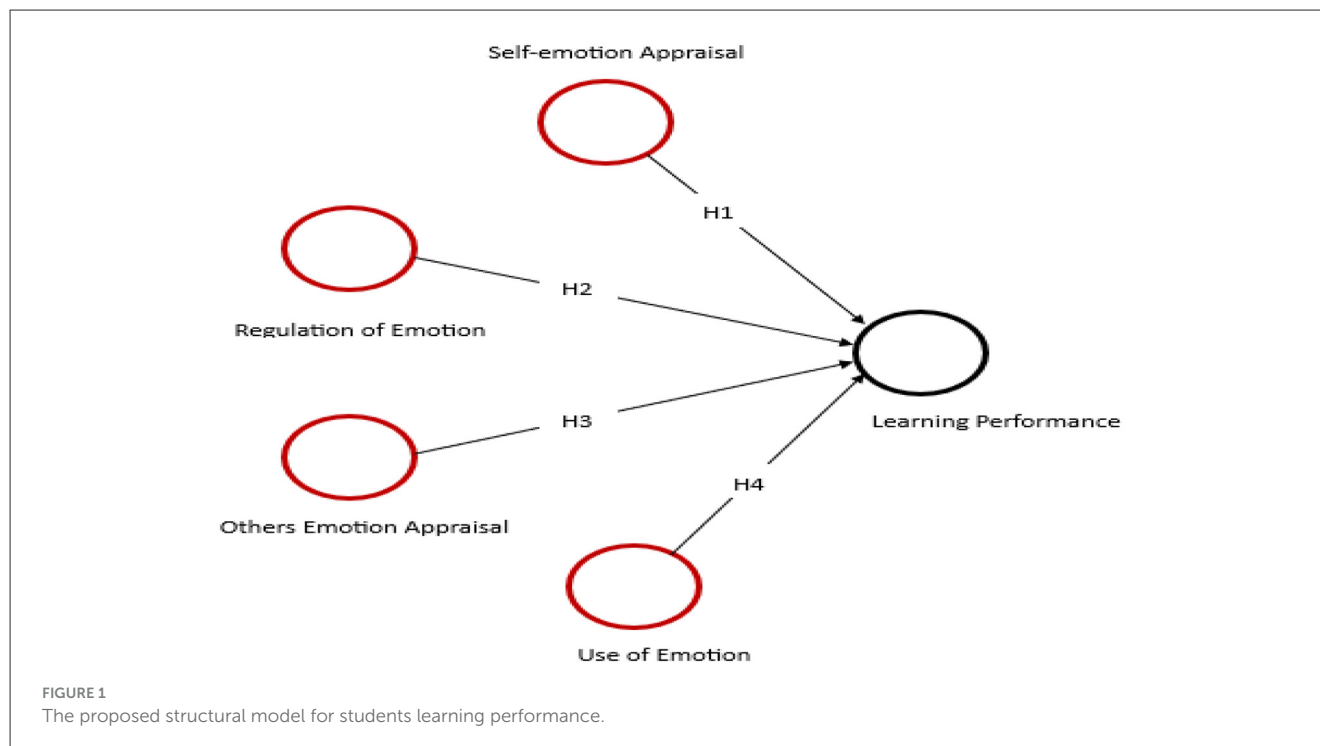 Self-emotion Appraisal
H1
H2
Regulation of Emotion
H3
Learning Performance
H4
Others Emotion Appraisal
Use of Emotion
FIGURE 1
The proposed structural model for students learning performance.